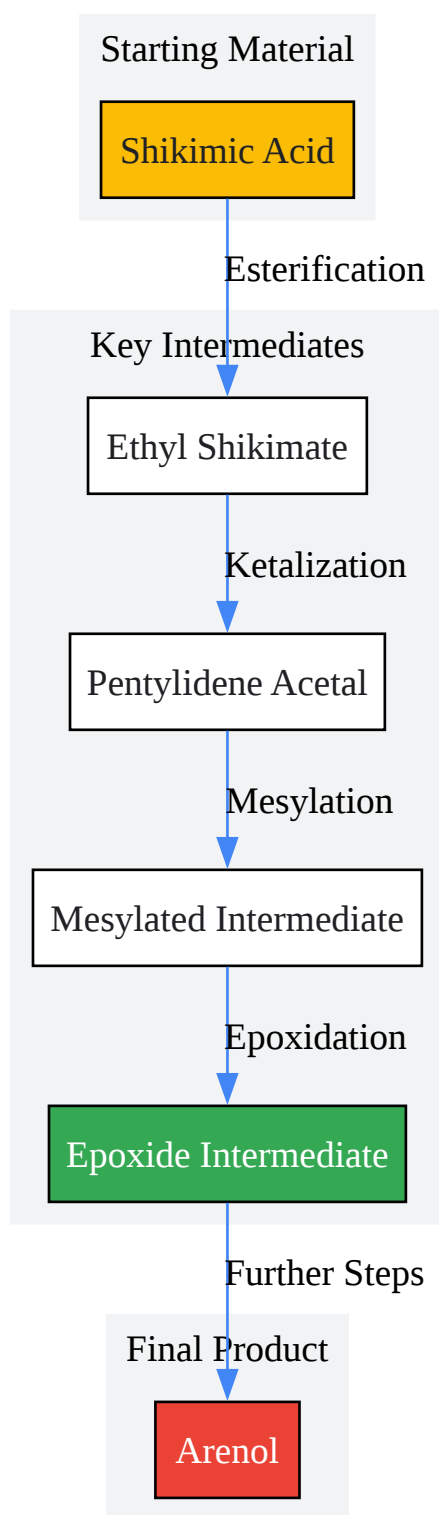 Starting Material
Shikimic Acid
Esterification
Key Intermediates
Ethyl Shikimate
Ketalization
Pentylidene Acetal
Mesylation
Mesylated Intermediate
Epoxidation
Epoxide Intermediate
Further Steps
Final Product
Arenol